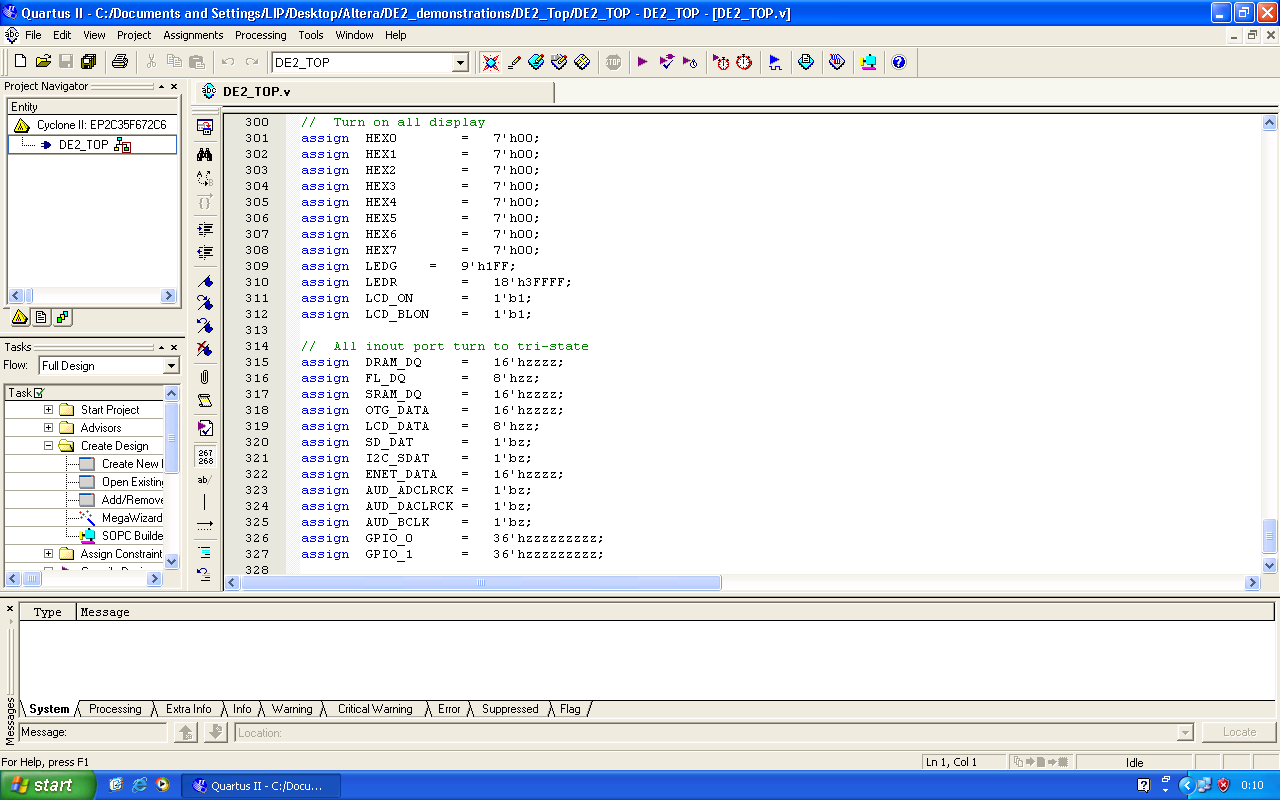 Quartus II - C:/Documents and Settings/LIP/Desktop/Altera/DE2_demonstrations/DE2_Top/DE2_TOP - DE2_TOP - [DE2_TOP.v]
File Edit View Project Assignments Processing Tools Window Help
DE2_TOP
STOP
Project Navigator
Entity
Cyclone II: EP2C35F672C6
DE2_TOP
Tasks
Flow: Full Design
Task
Start Project
Advisors
Create Design
Create New
Open Existing
Add/Remove
MegaWizard
SOPC Builde
Assign Constraint
DE2_TOP.v
267
268
ab/
300 // Turn on all display
301 assign HEX0 = 7'h00;
302 assign HEX1 = 7'h00;
303 assign HEX2 = 7'h00;
304 assign HEX3 = 7'h00;
305 assign HEX4 = 7'h00;
306 assign HEX5 = 7'h00;
307 assign HEX6 = 7'h00;
308 assign HEX7 = 7'h00;
309 assign LEDG = 9'h1FF;
310 assign LEDR = 18'h3FFFF;
311 assign LCD_ON = 1'b1;
312 assign LCD_BLON = 1'b1;
313
314 // All inout port turn to tri-state
315 assign DRAM_DQ = 16'hzzzz;
316 assign FL_DQ = 8'hzz;
317 assign SRAM_DQ = 16'hzzzz;
318 assign OTG_DATA = 16'hzzzz;
319 assign LCD_DATA = 8'hzz;
320 assign SD_DAT = 1'bz;
321 assign I2C_SDAT = 1'bz;
322 assign ENET_DATA = 16'hzzzz;
323 assign AUD_ADCLRCK = 1'bz;
324 assign AUD_DACLRCK = 1'bz;
325 assign AUD_BCLK = 1'bz;
326 assign GPIO_0 = 36'hzzzzzzzzz;
327 assign GPIO_1 = 36'hzzzzzzzzz;
328
Type Message
System Processing Extra Info Info Warning Critical Warning Error Suppressed Flag
Messages
Message: Location: Locate
For Help, press F1 Ln 1, Col 1 Idle
start Quartus II - C:/Docu... 0:10